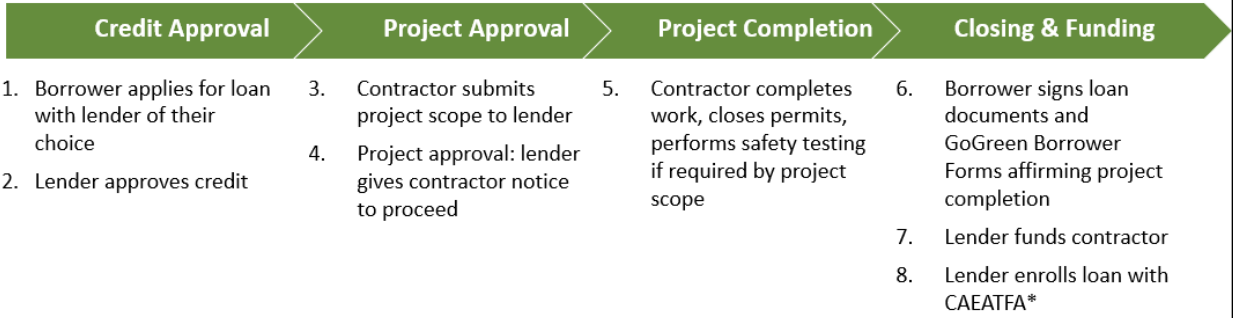 Credit Approval
Project Approval
Project Completion
Closing & Funding
1. Borrower applies for loan
with lender of their
choice
2. Lender approves credit
3. Contractor submits
project scope to lender
4. Project approval: lender
gives contractor notice
to proceed
5. Contractor completes
work, closes permits,
performs safety testing
if required by project
scope
6. Borrower signs loan
documents and
GoGreen Borrower
Forms affirming project
completion
7. Lender funds contractor
8. Lender enrolls loan with
CAEATFA*